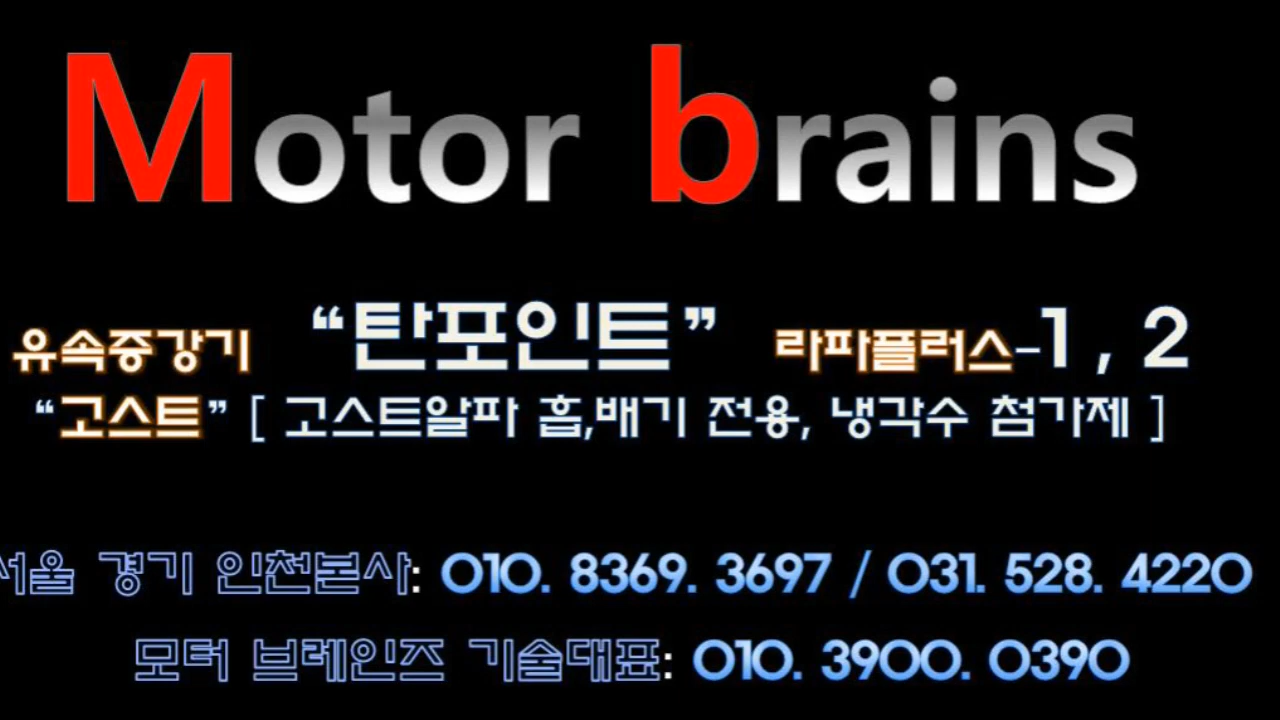 Motor brains
유속증강기 “탄포인트” 라파플러스-1 , 2
“고스트” [ 고스트알파 흡,배기 전용, 냉각수 첨가제 ]
서울 경기 인천본사: 010. 8369. 3697 / 031. 528. 4220
모터 브레인즈 기술대표: 010. 3900. 0390